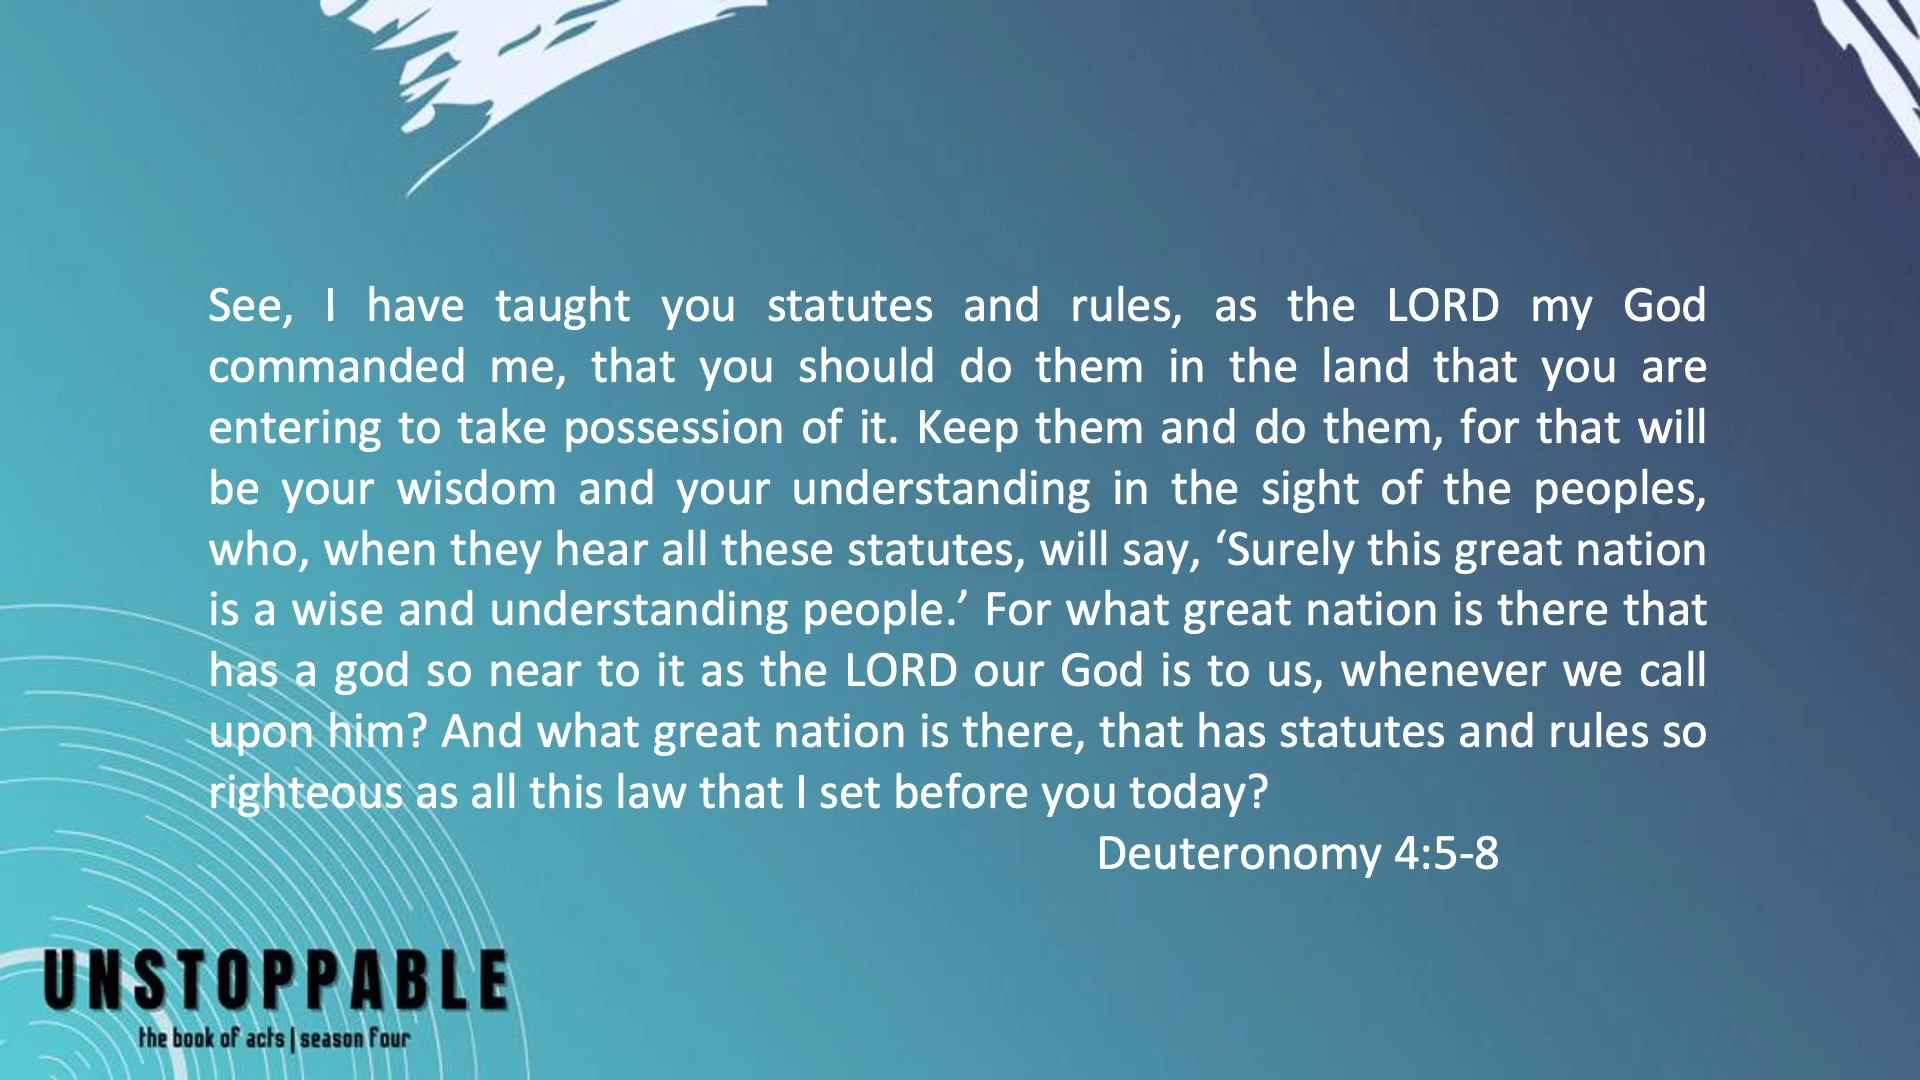 See, I have taught you statutes and rules, as the LORD my God
commanded me, that you should do them in the land that you are
entering to take possession of it. Keep them and do them, for that will
be your wisdom and your understanding in the sight of the peoples,
who, when they hear all these statutes, will say, ‘Surely this great nation
is a wise and understanding people.’ For what great nation is there that
has a god so near to it as the LORD our God is to us, whenever we call
upon him? And what great nation is there, that has statutes and rules so
righteous as all this law that I set before you today?
Deuteronomy 4:5-8
UNSTOPPABLE
the book of acts | season four